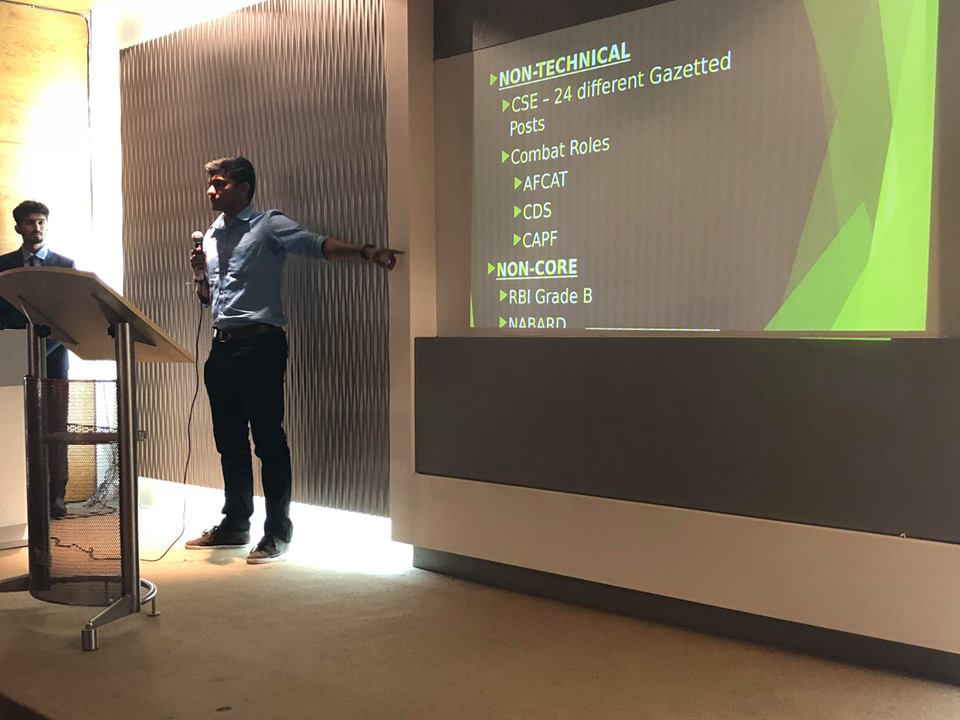 NON-TECHNICAL
CSE – 24 different Gazetted
Posts
Combat Roles
AFCAT
CDS
CAPF
NON-CORE
RBI Grade B
NABARD